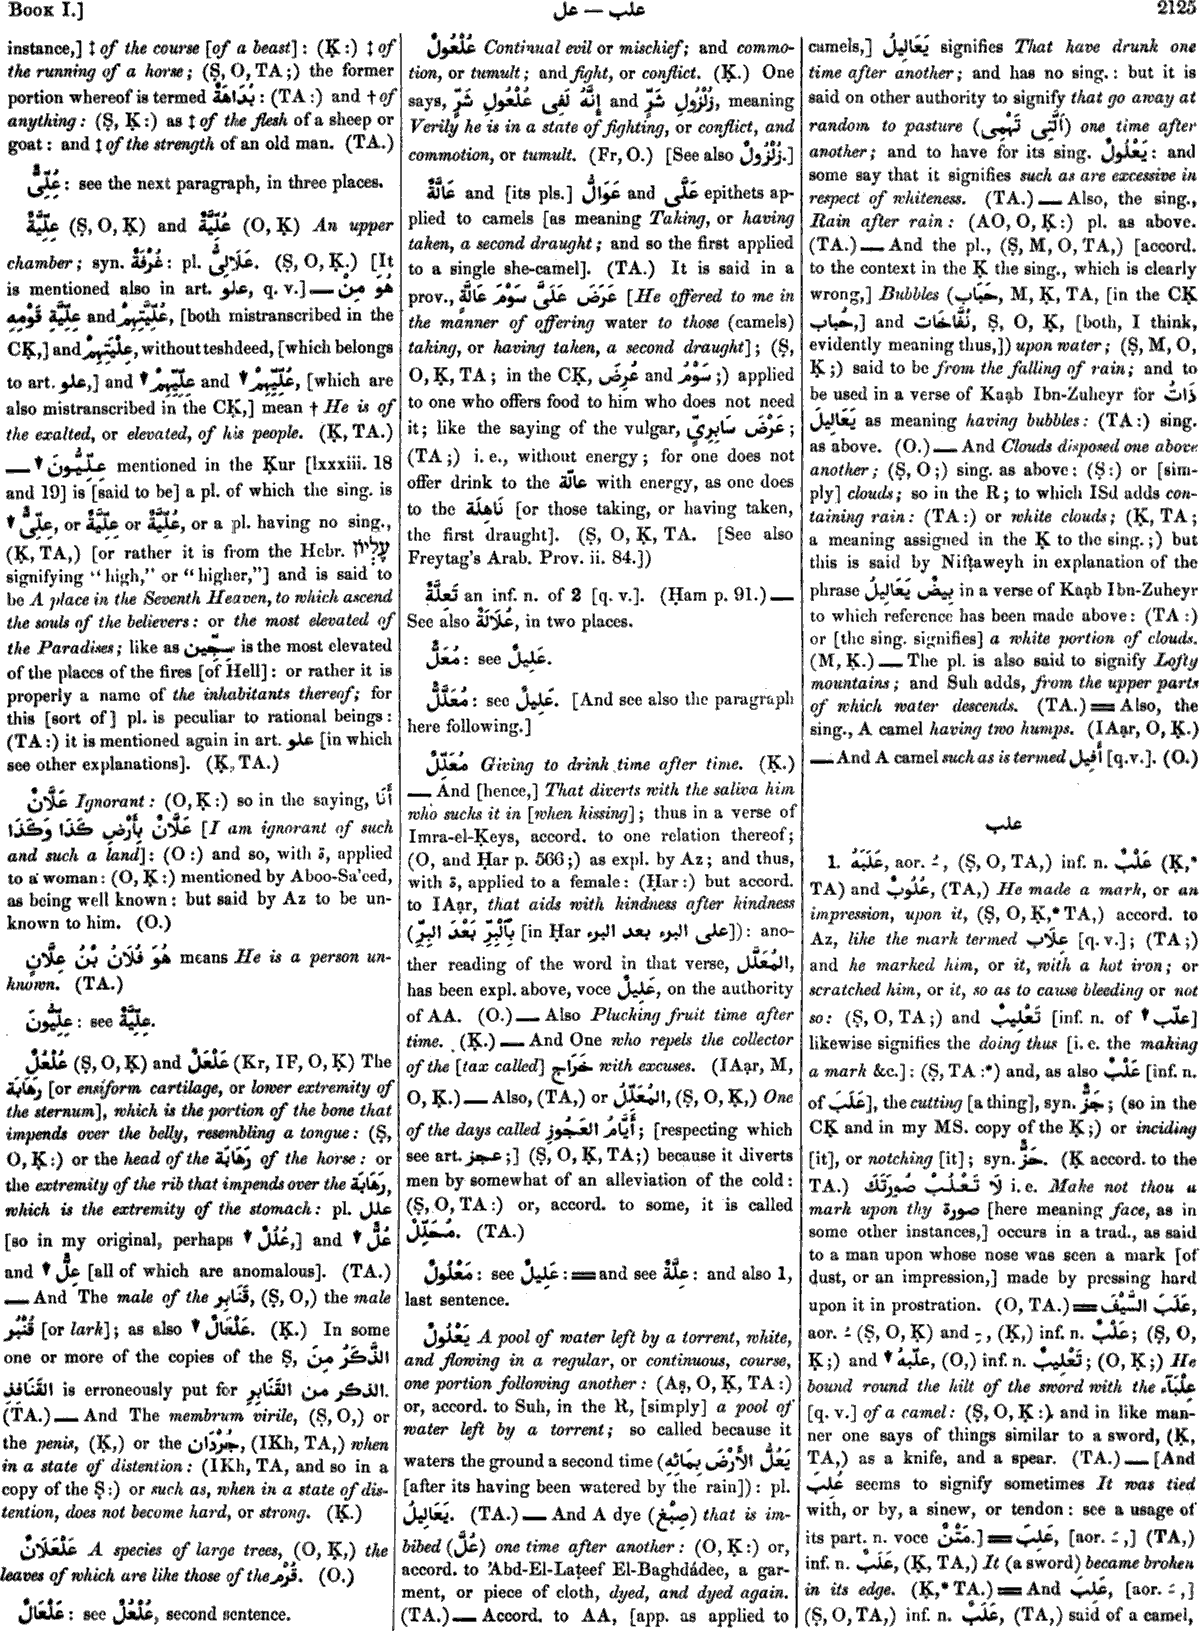 BOOK I.]
علب — عل
2125
instance,] ‡ of the course [of a beast]: (Ḳ:) ‡ of
the running of a horse; (Ṣ, O, TA;) the former
portion whereof is termed بُدَاهَةٌ: (TA:) and † of
anything: (Ṣ, Ḳ:) as ‡ of the flesh of a sheep or
goat: and ‡ of the strength of an old man. (TA.)
عُلِّىٌّ: see the next paragraph, in three places.
عِلِّيَّةٌ (Ṣ, O, Ḳ) and عُلِّيَّةٌ (O, Ḳ) An upper
chamber; syn. غُرْفَةٌ: pl. عَلَالِىُّ. (Ṣ, O, Ḳ.) [It
is mentioned also in art. علو, q. v.] — هُوَ مِنْ
عِلِّيَّةِ قَوْمِهِ and عُلِّيَّتِهِمْ, [both mistranscribed in the
CḲ,] and عِلْيَتِهِمْ, without teshdeed, [which belongs
to art. علو,] and ↓ عِلِّيِّهِمْ and ↓ عُلِّيِّهِمْ, [which are
also mistranscribed in the CḲ,] mean † He is of
the exalted, or elevated, of his people. (Ḳ, TA.)
— ↓ عِلِّيُّونَ mentioned in the Ḳur [lxxxiii. 18
and 19] is [said to be] a pl. of which the sing. is
↓ عِلِّىٌّ, or عِلِّيَّةٌ or عُلِّيَّةٌ, or a pl. having no sing.,
(Ḳ, TA,) [or rather it is from the Hebr. עֶלְיוֹן
signifying “high,” or “higher,”] and is said to
be A place in the Seventh Heaven, to which ascend
the souls of the believers: or the most elevated of
the Paradises; like as سِجِّين is the most elevated
of the places of the fires [of Hell]: or rather it is
properly a name of the inhabitants thereof; for
this [sort of] pl. is peculiar to rational beings:
(TA:) it is mentioned again in art. علو [in which
see other explanations]. (Ḳ, TA.)
عَلَّانٌ Ignorant: (O, Ḳ:) so in the saying, أَنَا
عَلَّانٌ بِأَرْضِ كَذَا وَكَذَا [I am ignorant of such
and such a land]: (O:) and so, with ة, applied
to a woman: (O, Ḳ:) mentioned by Aboo-Sa'eed,
as being well known: but said by Az to be un-
known to him. (O.)
هُوَ فُلَانُ بْنُ عِلَّانٍ means He is a person un-
known. (TA.)
عِلِّيُّونَ: see عِلِّيَّةٌ.
عُلْعُلٌ (Ṣ, O, Ḳ) and عَلْعَلٌ (Kr, IF, O, Ḳ) The
رَهَابَة [or ensiform cartilage, or lower extremity of
the sternum], which is the portion of the bone that
impends over the belly, resembling a tongue: (Ṣ,
O, Ḳ:) or the head of the رَهَابَة of the horse: or
the extremity of the rib that impends over the رَهَابَة,
which is the extremity of the stomach: pl. علل
[so in my original, perhaps ↓ عُلُلٌ,] and ↓ عُلٌّ
and ↓ عِلٌّ [all of which are anomalous]. (TA.)
— And The male of the قَنَابِر, (Ṣ, O,) the male
قُنْبُر [or lark]; as also ↓ عَلْعَالٌ. (Ḳ.) In some
one or more of the copies of the Ṣ, الذَّكَرُ مِنَ
القَنَافِذِ is erroneously put for الذكر من القَنَابِرِ.
(TA.) — And The membrum virile, (Ṣ, O,) or
the penis, (Ḳ,) or the جُرْدَان, (IKh, TA,) when
in a state of distention: (IKh, TA, and so in a
copy of the Ṣ:) or such as, when in a state of dis-
tention, does not become hard, or strong. (Ḳ.)
عَلْعَلَانٌ A species of large trees, (O, Ḳ,) the
leaves of which are like those of the قُرْم. (O.)
عَلْعَالٌ: see عُلْعُلٌ, second sentence.
عُلْعُولٌ Continual evil or mischief; and commo-
tion, or tumult; and fight, or conflict. (Ḳ.) One
says, إِنَّهُ لَفِى عُلْعُولِ شَرٍّ and زُلْزُولِ شَرٍّ, meaning
Verily he is in a state of fighting, or conflict, and
commotion, or tumult. (Fr, O.) [See also زُلْزُولٌ.]
عَالَّةٌ and [its pls.] عَوَالُّ and عَلَّى epithets ap-
plied to camels [as meaning Taking, or having
taken, a second draught; and so the first applied
to a single she-camel]. (TA.) It is said in a
prov., عَرَضَ عَلَىَّ سَوْمَ عَالَّةٍ [He offered to me in
the manner of offering water to those (camels)
taking, or having taken, a second draught]; (Ṣ,
O, Ḳ, TA; in the CḲ, عُرِضَ and سَوْمُ;) applied
to one who offers food to him who does not need
it; like the saying of the vulgar, عَرْضَ سَابِرِىٍّ;
(TA;) i. e., without energy; for one does not
offer drink to the عالّة with energy, as one does
to the نَاهِلَة [or those taking, or having taken,
the first draught]. (Ṣ, O, Ḳ, TA. [See also
Freytag's Arab. Prov. ii. 84.])
تَعِلَّةٌ an inf. n. of 2 [q. v.]. (Ḥam p. 91.) —
See also عُلَالَةٌ, in two places.
مُعَلٌّ: see عَلِيلٌ.
مُعَلَّلٌ: see عَلِيلٌ. [And see also the paragraph
here following.]
مُعَلِّلٌ Giving to drink time after time. (Ḳ.)
— And [hence,] That diverts with the saliva him
who sucks it in [when kissing]; thus in a verse of
Imra-el-Ḳeys, accord. to one relation thereof;
(O, and Ḥar p. 566;) as expl. by Az; and thus,
with ة, applied to a female: (Ḥar:) but accord.
to IAạr, that aids with kindness after kindness
(بِالْبِرِّ بَعْدَ البِرِّ [in Ḥar على البرء بعد البرء]): ano-
ther reading of the word in that verse, المُعَلَّلِ,
has been expl. above, voce عَلِيلٌ, on the authority
of AA. (O.) — Also Plucking fruit time after
time. (Ḳ.) — And One who repels the collector
of the [tax called] خَرَاج with excuses. (IAạr, M,
O, Ḳ.) — Also, (TA,) or المُعَلِّلُ, (Ṣ, O, Ḳ,) One
of the days called أَيَّامُ العَجُوزِ; [respecting which
see art. عجز;] (Ṣ, O, Ḳ, TA;) because it diverts
men by somewhat of an alleviation of the cold:
(Ṣ, O, TA:) or, accord. to some, it is called
مُحَلِّلٌ. (TA.)
مَعْلُولٌ: see عَلِيلٌ: = and see عِلَّةٌ: and also 1,
last sentence.
يَعْلُولٌ A pool of water left by a torrent, white,
and flowing in a regular, or continuous, course,
one portion following another: (Aṣ, O, Ḳ, TA:)
or, accord. to Suh, in the R, [simply] a pool of
water left by a torrent; so called because it
waters the ground a second time (يَعُلُّ الأَرْضَ بِمَائِهِ
[after its having been watered by the rain]): pl.
يَعَالِيلُ. (TA.) — And A dye (صِبْغ) that is im-
bibed (عُلَّ) one time after another: (O, Ḳ:) or,
accord. to 'Abd-El-Laṭeef El-Baghdádee, a gar-
ment, or piece of cloth, dyed, and dyed again.
(TA.) — Accord. to AA, [app. as applied to
camels,] يَعَالِيلُ signifies That have drunk one
time after another; and has no sing.: but it is
said on other authority to signify that go away at
random to pasture (الَّتِى تَهْمِى) one time after
another; and to have for its sing. يَعْلُولٌ: and
some say that it signifies such as are excessive in
respect of whiteness. (TA.) — Also, the sing.,
Rain after rain: (AO, O, Ḳ:) pl. as above.
(TA.) — And the pl., (Ṣ, M, O, TA,) [accord.
to the context in the Ḳ the sing., which is clearly
wrong,] Bubbles (حَبَاب, M, Ḳ, TA, [in the CḲ
حُباب,] and نُفَّاخَات, Ṣ, O, Ḳ, [both, I think,
evidently meaning thus,]) upon water; (Ṣ, M, O,
Ḳ;) said to be from the falling of rain; and to
be used in a verse of Kaạb Ibn-Zuheyr for ذَاتُ
يَعَالِيلَ as meaning having bubbles: (TA:) sing.
as above. (O.) — And Clouds disposed one above
another; (Ṣ, O;) sing. as above: (Ṣ:) or [sim-
ply] clouds; so in the R; to which ISd adds con-
taining rain: (TA:) or white clouds; (Ḳ, TA;
a meaning assigned in the Ḳ to the sing.;) but
this is said by Nifṭaweyh in explanation of the
phrase بِيضٌ يَعَالِيلُ in a verse of Kaạb Ibn-Zuheyr
to which reference has been made above: (TA:)
or [the sing. signifies] a white portion of clouds.
(M, Ḳ.) — The pl. is also said to signify Lofty
mountains; and Suh adds, from the upper parts
of which water descends. (TA.) = Also, the
sing., A camel having two humps. (IAạr, O, Ḳ.)
— And A camel such as is termed أَفِيل [q. v.]. (O.)
علب
1. عَلَبَهُ, aor. ـُ, (Ṣ, O, TA,) inf. n. عَلْبٌ (Ḳ,*
TA) and عُلُوبٌ, (TA,) He made a mark, or an
impression, upon it, (Ṣ, O, Ḳ,* TA,) accord. to
Az, like the mark termed عِلَاب [q. v.]; (TA;)
and he marked him, or it, with a hot iron; or
scratched him, or it, so as to cause bleeding or not
so: (Ṣ, O, TA;) and تَعْلِيبٌ [inf. n. of ↓ علّب]
likewise signifies the doing thus [i. e. the making
a mark &c.]: (Ṣ, TA:*) and, as also عَلْبٌ [inf. n.
of عَلَبَ], the cutting [a thing], syn. جَزٌّ; (so in the
CḲ and in my MS. copy of the Ḳ;) or inciding
[it], or notching [it]; syn. حَزٌّ. (Ḳ accord. to the
TA.) لَا تَعْلُبْ صُورَتَكَ i. e. Make not thou a
mark upon thy صورة [here meaning face, as in
some other instances,] occurs in a trad., as said
to a man upon whose nose was seen a mark [of
dust, or an impression,] made by pressing hard
upon it in prostration. (O, TA.) = عَلَبَ السَّيْفَ,
aor. ـُ (Ṣ, O, Ḳ) and ـِ, (Ḳ,) inf. n. عَلْبٌ; (Ṣ, O,
Ḳ;) and ↓ علّبهُ, (O,) inf. n. تَعْلِيبٌ; (O, Ḳ;) He
bound round the hilt of the sword with the عِلْبَآء
[q. v.] of a camel: (Ṣ, O, Ḳ:) and in like man-
ner one says of things similar to a sword, (Ḳ,
TA,) as a knife, and a spear. (TA.) — [And
عُلِبَ seems to signify sometimes It was tied
with, or by, a sinew, or tendon: see a usage of
its part. n. voce مَتْنٌ.] = عَلِبَ, [aor. ـَ,] (TA,)
inf. n. عَلَبٌ, (Ḳ, TA,) It (a sword) became broken
in its edge. (Ḳ,* TA.) = And عَلِبَ, [aor. ـَ,]
(Ṣ, O, TA,) inf. n. عَلَبٌ, (TA,) said of a camel,